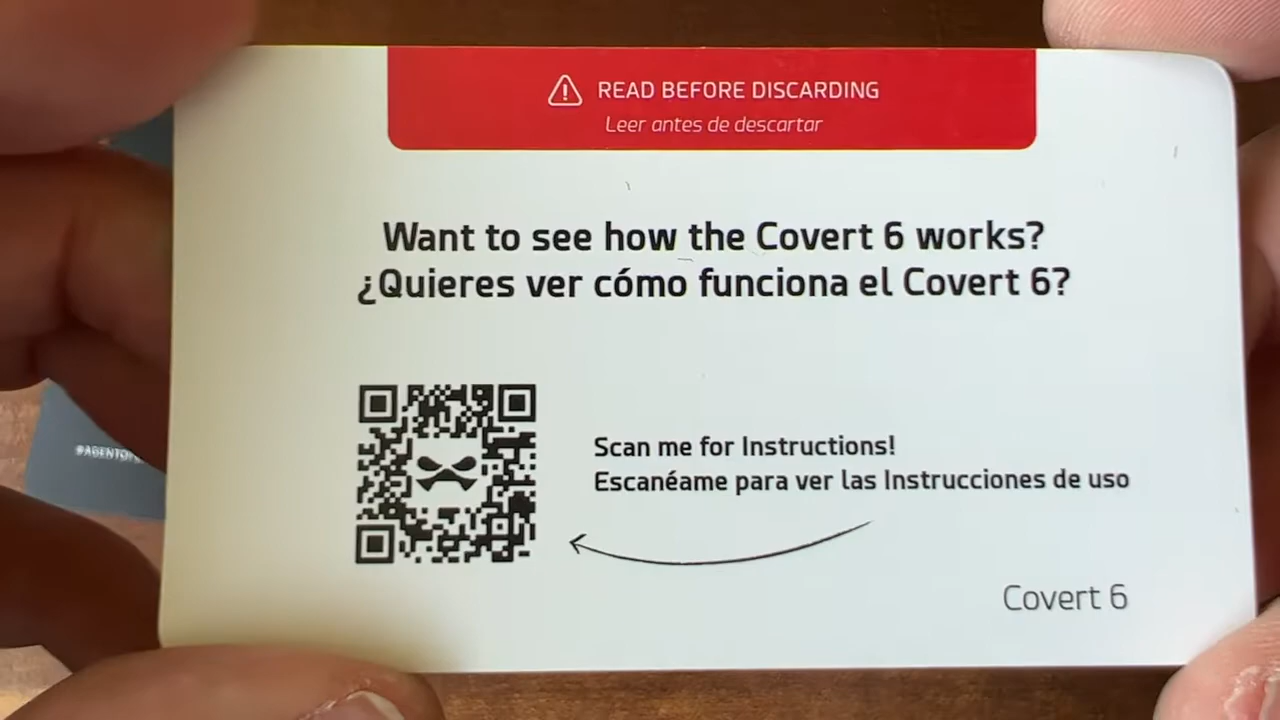 READ BEFORE DISCARDING
Leer antes de descartar
Want to see how the Covert 6 works?
¿Quieres ver cómo funciona el Covert 6?
Scan me for Instructions!
Escanéame para ver las Instrucciones de uso
Covert 6